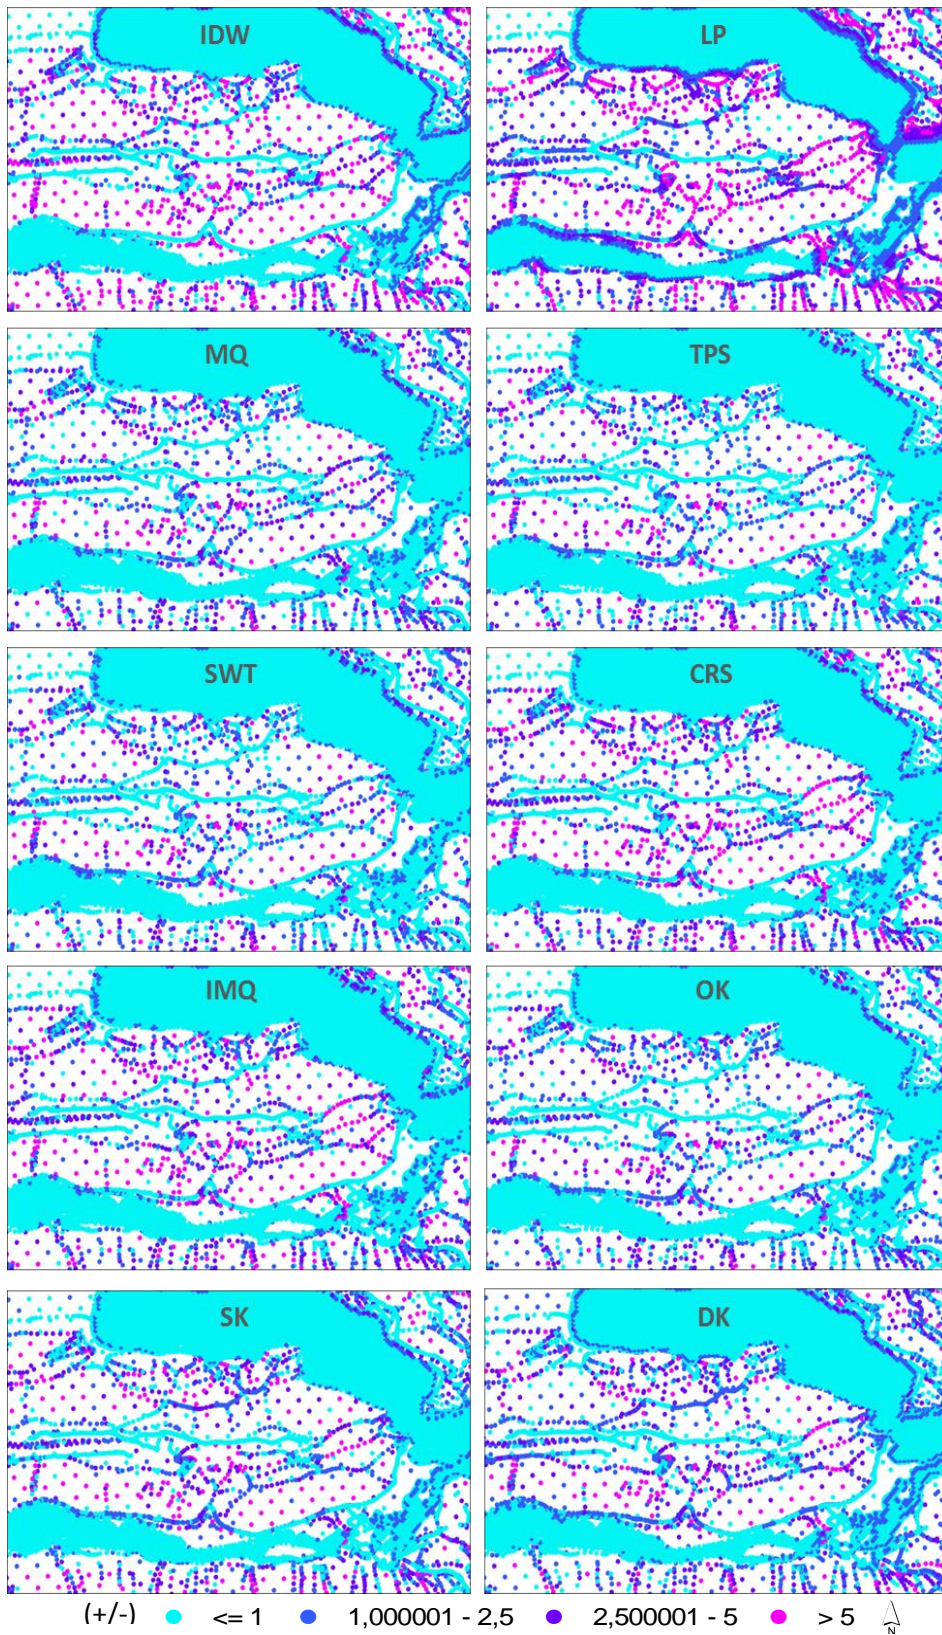 IDW LP
MQ TPS
SWT CRS
IMQ OK
SK DK
(+/-) <= 1 1,000001 - 2,5 2,500001 - 5 > 5 N